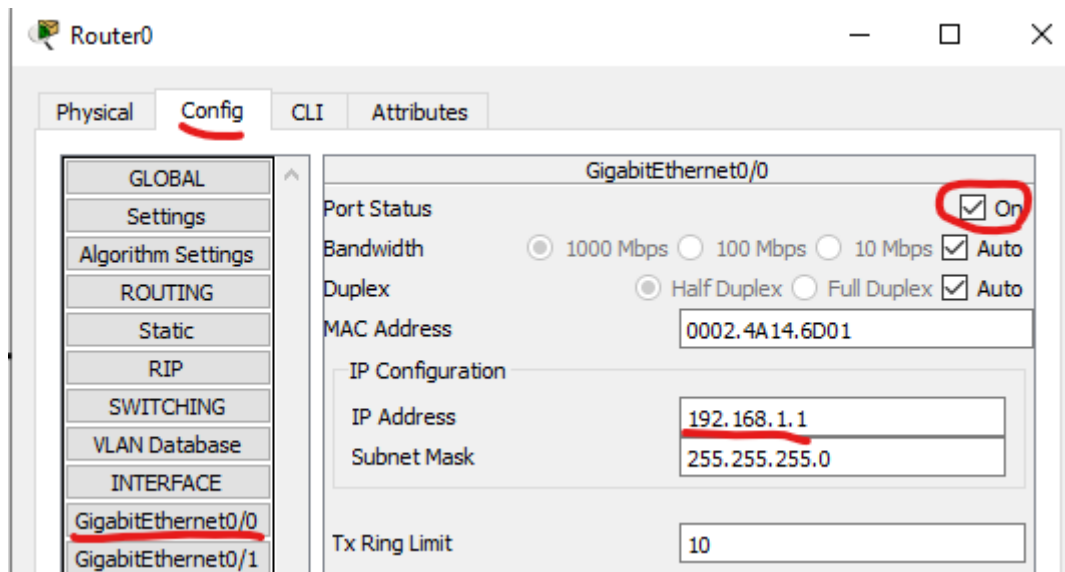 Router0
Physical Config CLI Attributes
GLOBAL
Settings
Algorithm Settings
ROUTING
Static
RIP
SWITCHING
VLAN Database
INTERFACE
GigabitEthernet0/0
GigabitEthernet0/1
GigabitEthernet0/0
Port Status On
Bandwidth 1000 Mbps 100 Mbps 10 Mbps Auto
Duplex Half Duplex Full Duplex Auto
MAC Address 0002.4A14.6D01
IP Configuration
IP Address 192.168.1.1
Subnet Mask 255.255.255.0
Tx Ring Limit 10